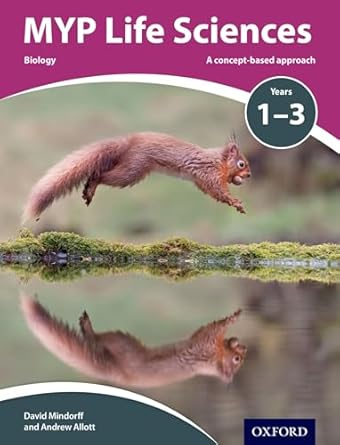 MYP Life Sciences
Biology
A concept-based approach
Years
1–3
David Mindorff
and Andrew Allott
OXFORD